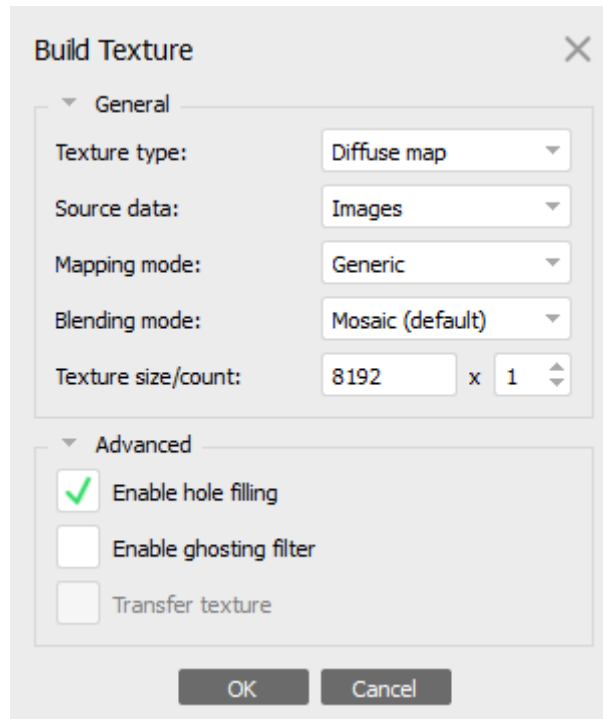 Build Texture
General
Texture type: Diffuse map
Source data: Images
Mapping mode: Generic
Blending mode: Mosaic (default)
Texture size/count: 8192 x 1
Advanced
Enable hole filling
Enable ghosting filter
Transfer texture
OK Cancel